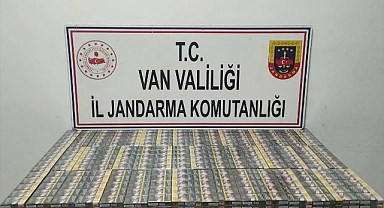 T.C.
VAN VALİLİĞİ
İL JANDARMA KOMUTANLIĞI